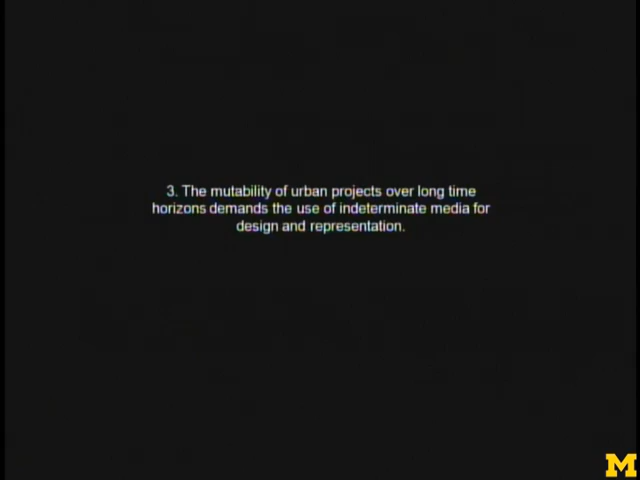 3. The mutability of urban projects over long time
horizons demands the use of indeterminate media for
design and representation.
M